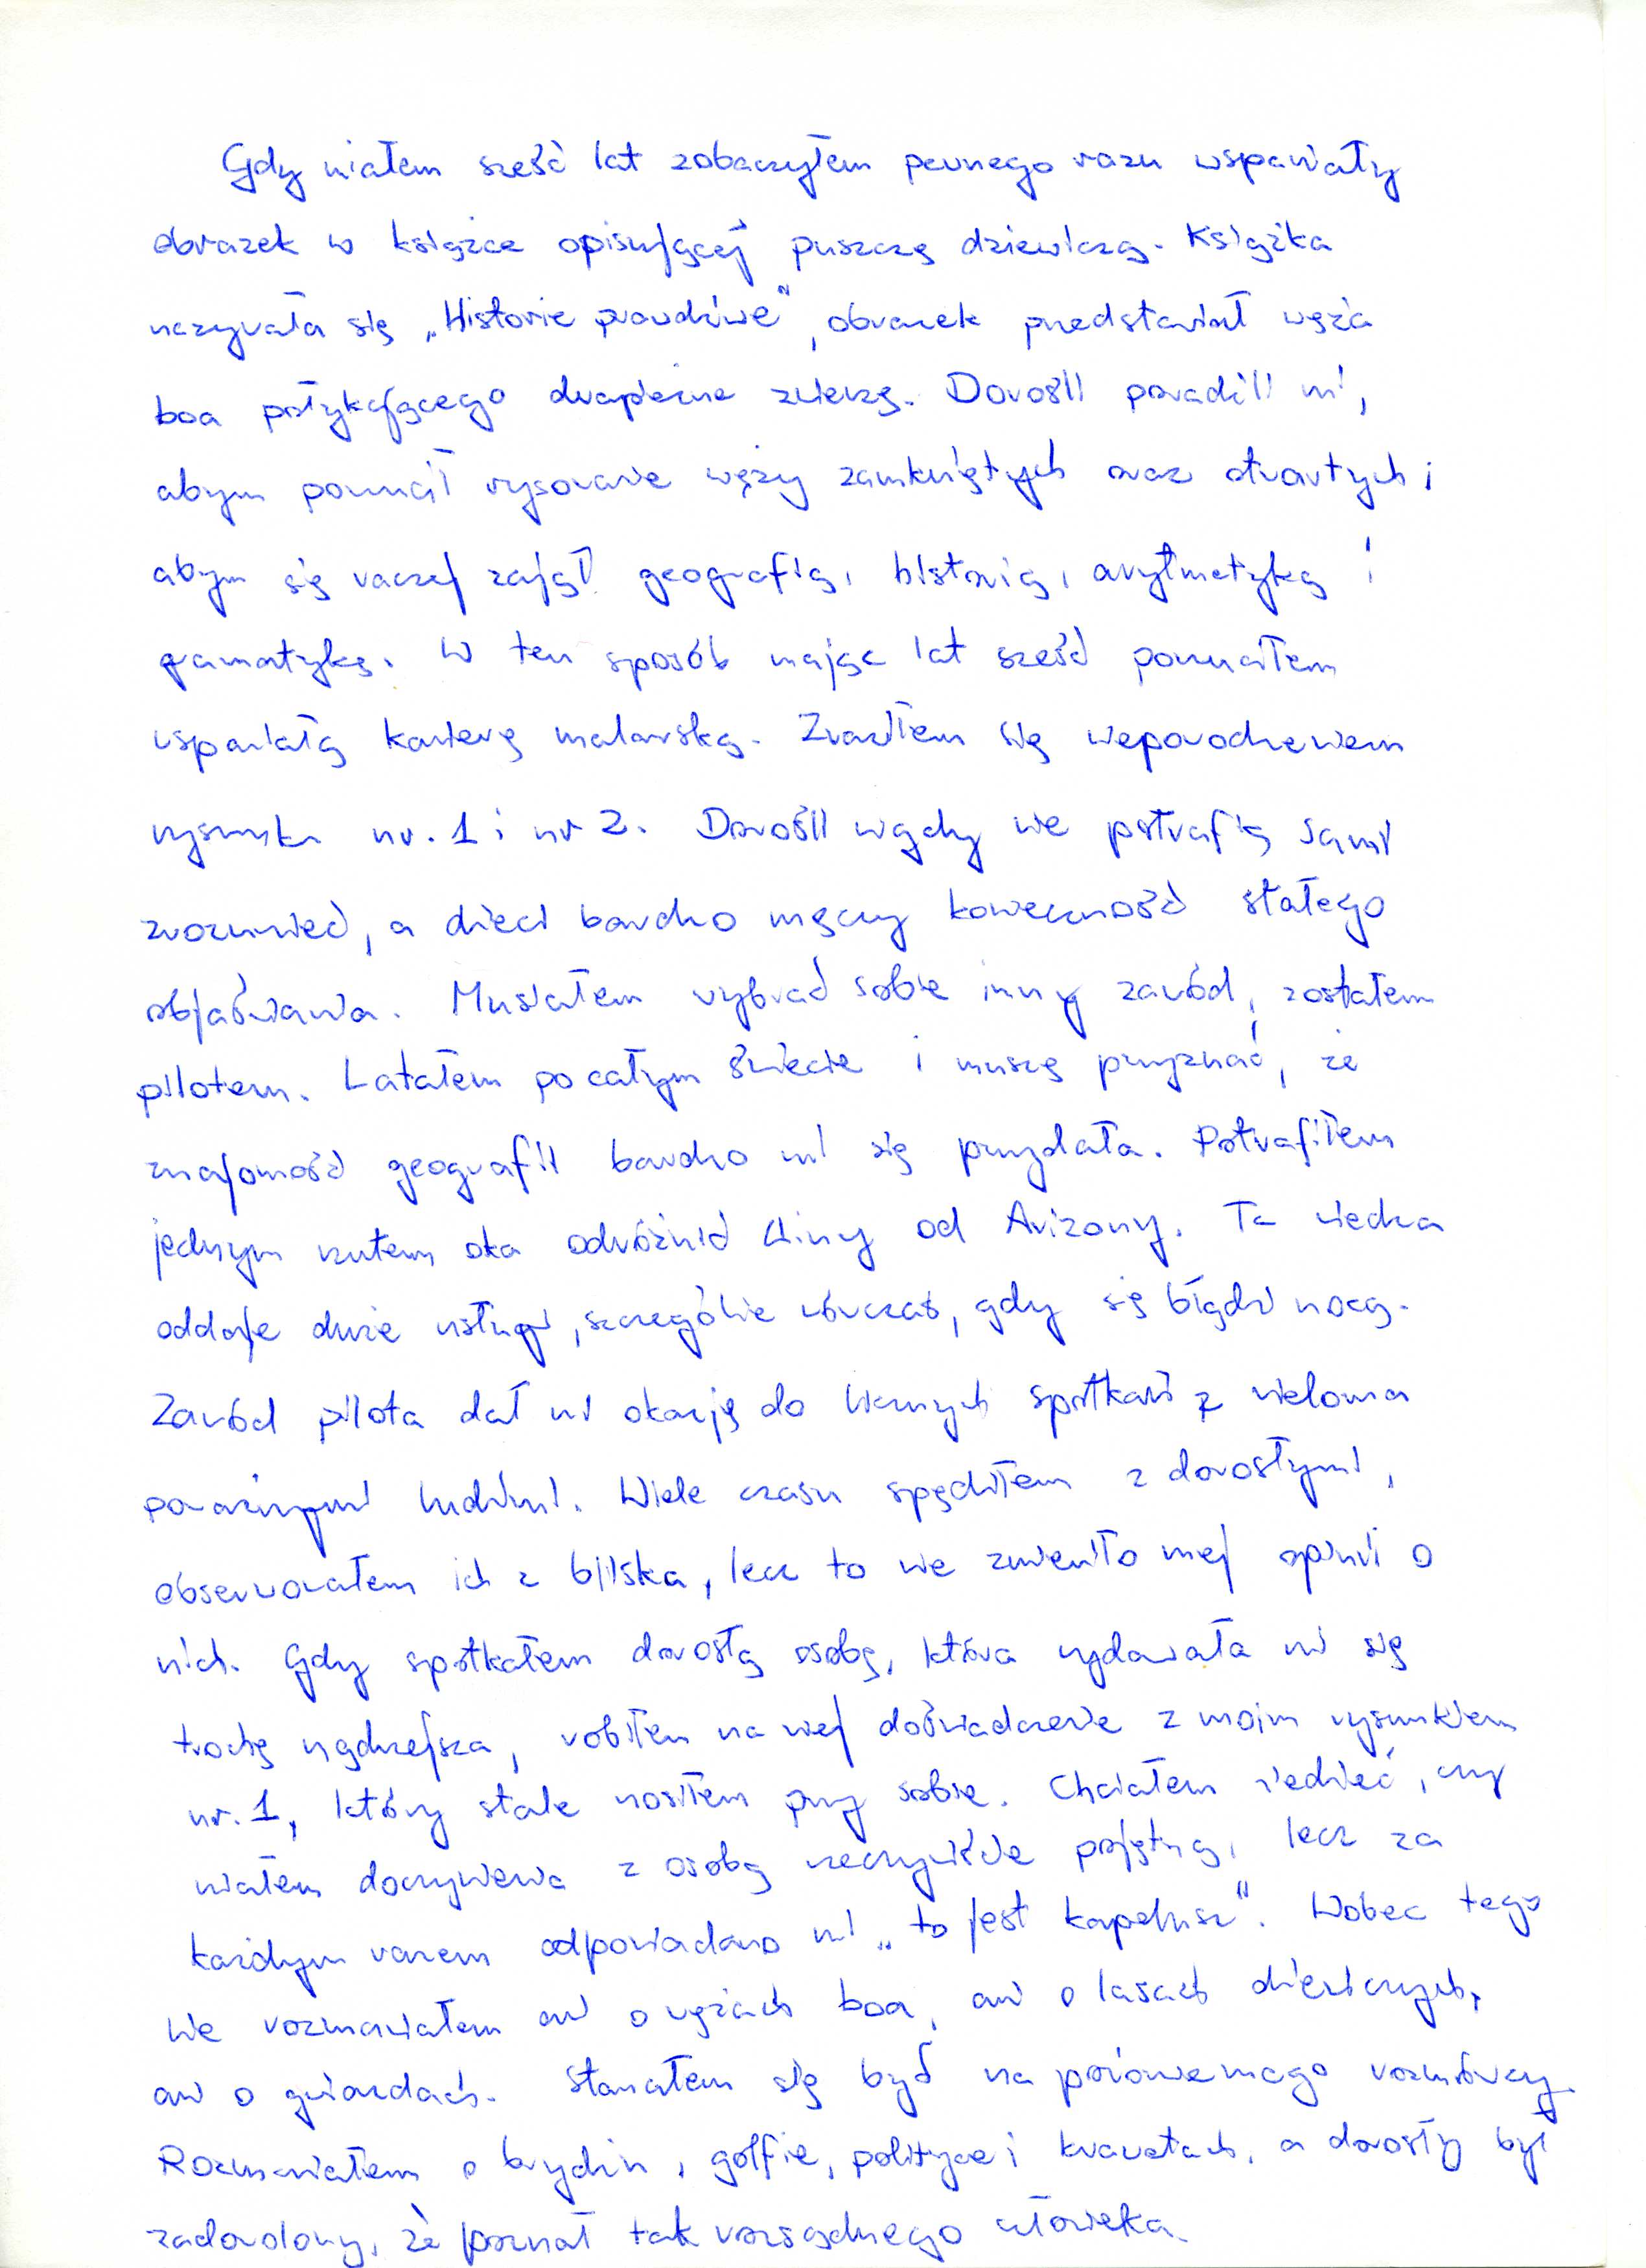 Gdy miałem sześć lat zobaczyłem pewnego razu wspaniały
obrazek w książce opisującej puszczę dziewiczą. Książka
nazywała się „Historie prawdziwe", obrazek przedstawiał węża
boa połykającego drapieżne zwierzę. Dorośli poradzili mi,
abym porzucił rysowanie węży zamkniętych oraz otwartych i
abym się raczej zajął geografią, historią, arytmetyką i
gramatyką. W ten sposób mając lat sześć porzuciłem
wspaniałą karierę malarską. Zraziłem się niepowodzeniem
rysunku nr. 1 i nr 2. Dorośli nigdy nie potrafią sami
zrozumieć, a dzieci bardzo męczy konieczność stałego
objaśniania. Musiałem wybrać sobie inny zawód, zostałem
pilotem. Latałem po całym świecie i muszę przyznać, że
znajomość geografii bardzo mi się przydała. Potrafiłem
jednym rzutem oka odróżnić Chiny od Arizony. Ta wiedza
oddaje duże usługi, szczególnie wówczas, gdy się błądzi nocą.
Zawód pilota dał mi okazję do licznych spotkań z wieloma
poważnymi ludźmi. Wiele czasu spędziłem z dorosłymi,
obserwowałem ich z bliska, lecz to nie zmieniło mej opinii o
nich. Gdy spotkałem dorosłą osobę, która wydawała mi się
trochę mądrzejsza, robiłem na niej doświadczenie z moim rysunkiem
nr. 1, który stale nosiłem przy sobie. Chciałem wiedzieć, czy
miałem do czynienia z osobą rzeczywiście pojętną, lecz za
każdym razem odpowiadano mi „to jest kapelusz". Wobec tego
nie rozmawiałem ani o wężach boa, ani o lasach dziewiczych,
ani o gwiazdach. Starałem się być na poziomie mego rozmówcy.
Rozmawiałem o brydżu, golfie, polityce i krawatach, a dorosły był
zadowolony, że poznał tak rozsądnego człowieka.